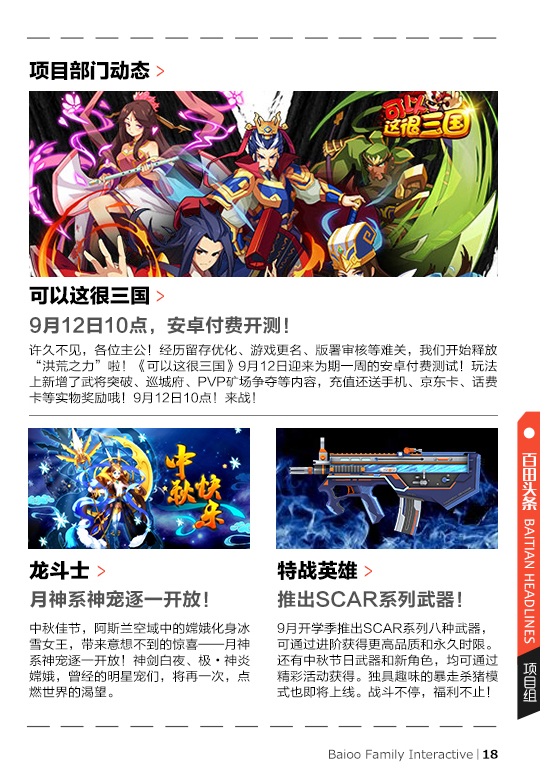 项目部门动态 >
可以
这很三国
可以这很三国 >
9月12日10点，安卓付费开测！
许久不见，各位主公！经历留存优化、游戏更名、版署审核等难关，我们开始释放
“洪荒之力”啦！《可以这很三国》9月12日迎来为期一周的安卓付费测试！玩法
上新增了武将突破、巡城府、PVP矿场争夺等内容，充值还送手机、京东卡、话费
卡等实物奖励哦！9月12日10点！来战！
中秋快乐
龙斗士 >
月神系神宠逐一开放！
中秋佳节，阿斯兰空域中的嫦娥化身冰
雪女王，带来意想不到的惊喜——月神
系神宠逐一开放！神剑白夜、极·神炎
嫦娥，曾经的明星宠们，将再一次，点
燃世界的渴望。
特战英雄 >
推出SCAR系列武器！
9月开学季推出SCAR系列八种武器，
可通过进阶获得更高品质和永久时限。
还有中秋节日武器和新角色，均可通过
精彩活动获得。独具趣味的暴走杀猪模
式也即将上线。战斗不停，福利不止！
百田头条 BAITIAN HEADLINES
项目组
Baioo Family Interactive | 18